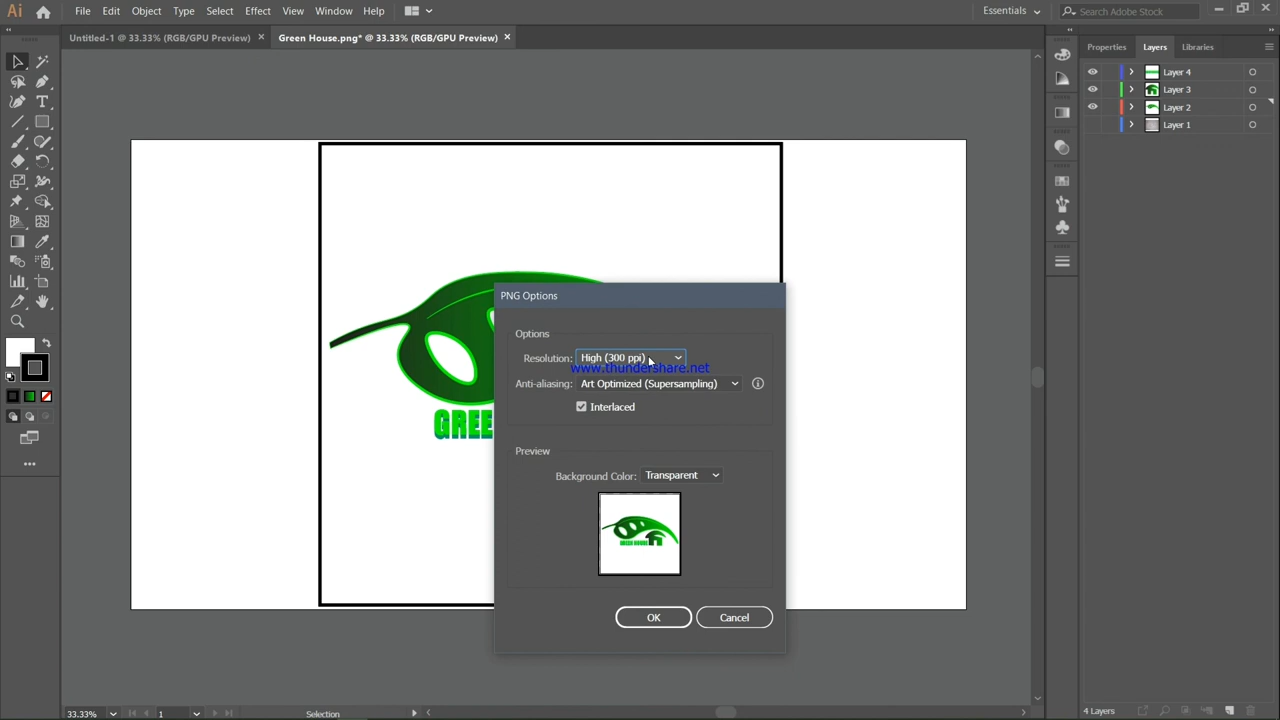 Ai File Edit Object Type Select Effect View Window Help Essentials Search Adobe Stock
Untitled-1 @ 33.33% (RGB/GPU Preview) × Green House.png* @ 33.33% (RGB/GPU Preview) ×
Properties Layers Libraries
Layer 4
Layer 3
Layer 2
Layer 1
GREE
PNG Options
Options
Resolution: High (300 ppi)
www.thundershare.net
Anti-aliasing: Art Optimized (Supersampling)
Interlaced
Preview
Background Color: Transparent
GREEN HOUSE
OK Cancel
33.33% 1 Selection 4 Layers